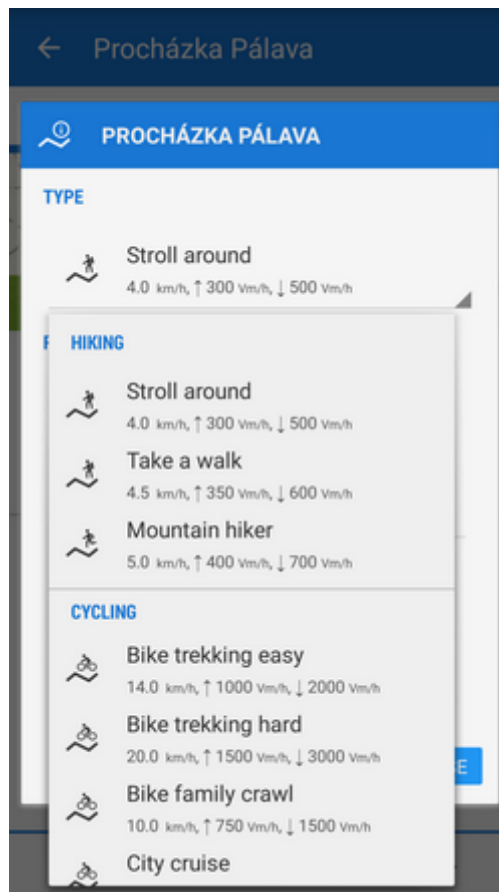 Procházka Pálava
PROCHÁZKA PÁLAVA
TYPE
Stroll around
4.0 km/h, ↑ 300 Vm/h, ↓ 500 Vm/h
HIKING
Stroll around
4.0 km/h, ↑ 300 Vm/h, ↓ 500 Vm/h
Take a walk
4.5 km/h, ↑ 350 Vm/h, ↓ 600 Vm/h
Mountain hiker
5.0 km/h, ↑ 400 Vm/h, ↓ 700 Vm/h
CYCLING
Bike trekking easy
14.0 km/h, ↑ 1000 Vm/h, ↓ 2000 Vm/h
Bike trekking hard
20.0 km/h, ↑ 1500 Vm/h, ↓ 3000 Vm/h
Bike family crawl
10.0 km/h, ↑ 750 Vm/h, ↓ 1500 Vm/h
City cruise